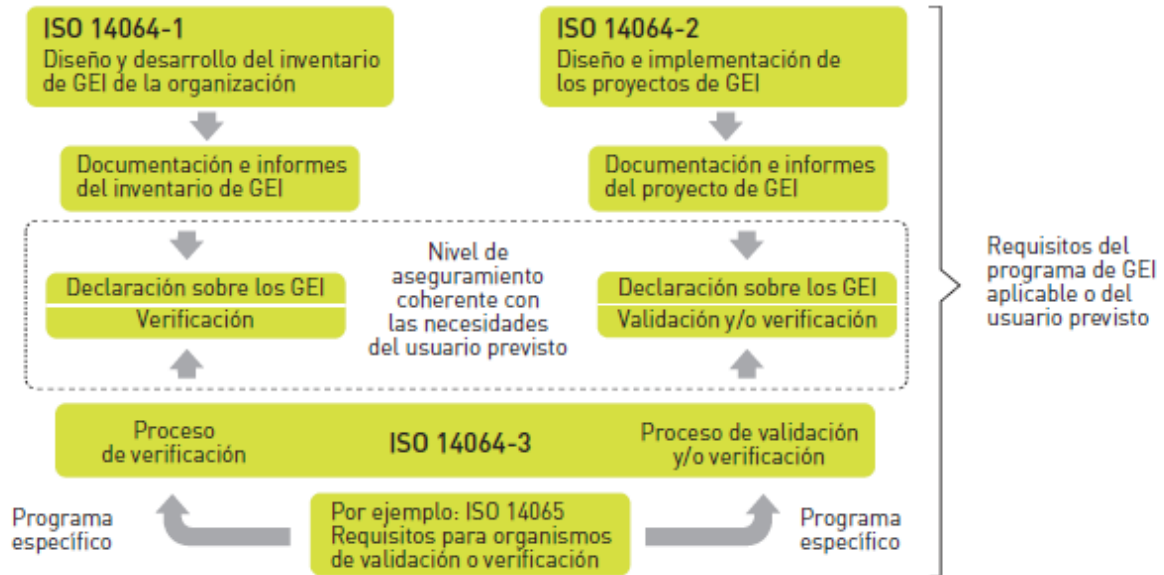 ISO 14064-1
Diseño y desarrollo del inventario
de GEI de la organización
ISO 14064-2
Diseño e implementación de
los proyectos de GEI
Documentación e informes
del inventario de GEI
Documentación e informes
del proyecto de GEI
Declaración sobre los GEI
Verificación
Nivel de
aseguramiento
coherente con
las necesidades
del usuario previsto
Declaración sobre los GEI
Validación y/o verificación
Requisitos del
programa de GEI
aplicable o del
usuario previsto
Proceso
de verificación
ISO 14064-3
Proceso de validación
y/o verificación
Programa
específico
Por ejemplo: ISO 14065
Requisitos para organismos
de validación o verificación
Programa
específico